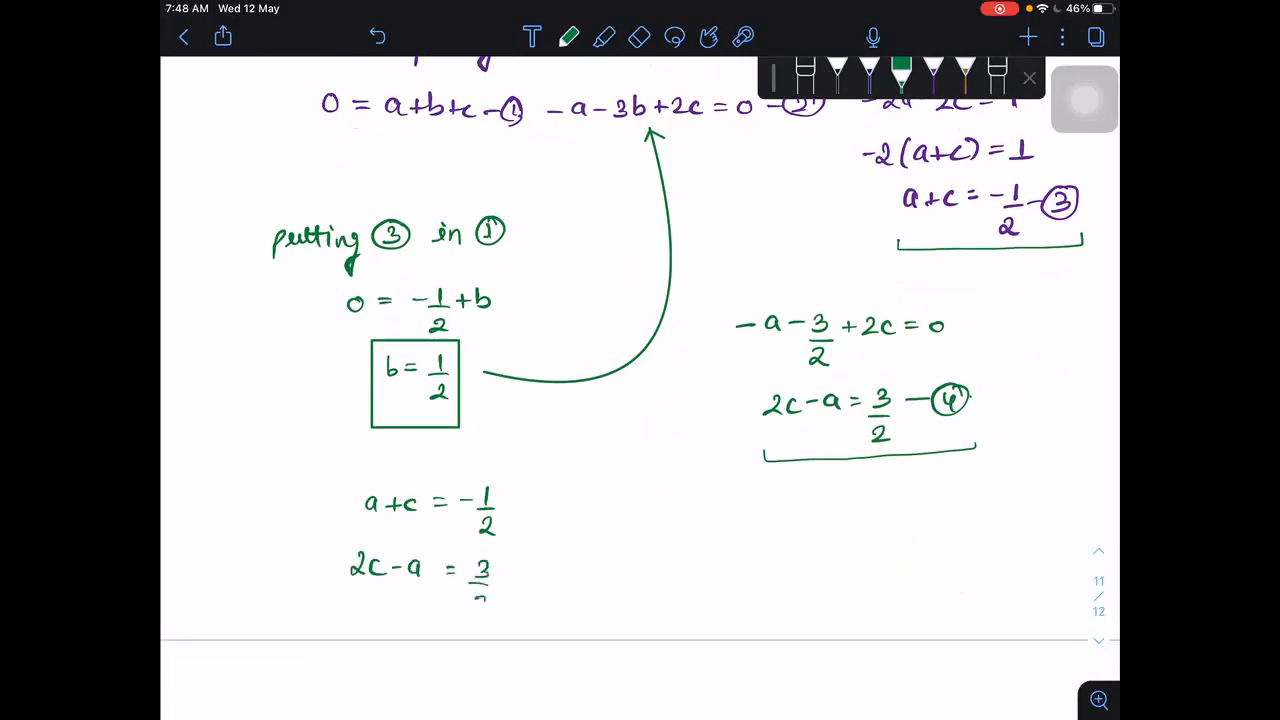 7:48 AM Wed 12 May
46%
T
0 = a+b+c - ① -a-3b+2c = 0 - ②
-2(a+c) = 1
a+c = -1/2 - ③
putting ③ in ①
0 = -1/2 + b
b = 1/2
-a - 3/2 + 2c = 0
2c - a = 3/2 - ④
a+c = -1/2
2c-a = 3/2
11
/
12